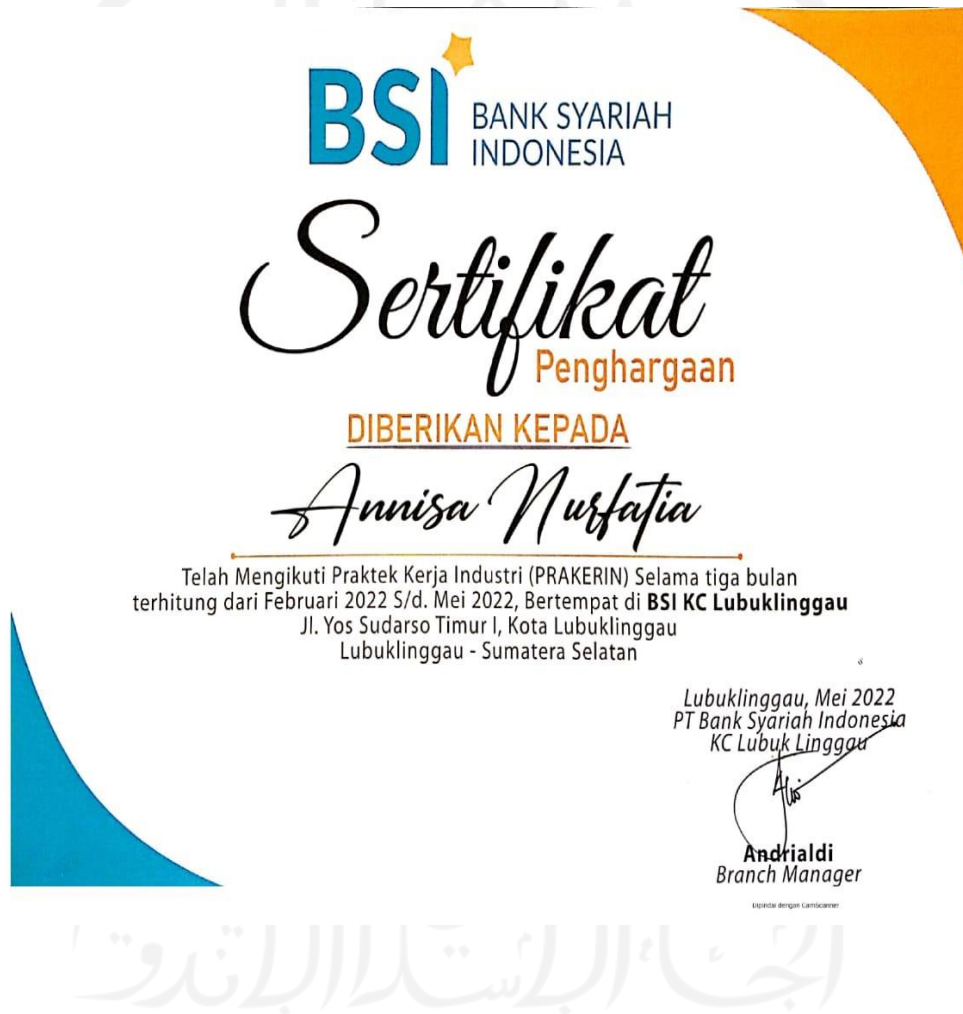 BSI BANK SYARIAH
INDONESIA
Sertifikat
Penghargaan
DIBERIKAN KEPADA
Annisa Nurfatia
Telah Mengikuti Praktek Kerja Industri (PRAKERIN) Selama tiga bulan
terhitung dari Februari 2022 S/d. Mei 2022, Bertempat di BSI KC Lubuklinggau
Jl. Yos Sudarso Timur I, Kota Lubuklinggau
Lubuklinggau - Sumatera Selatan
Lubuklinggau, Mei 2022
PT Bank Syariah Indonesia
KC Lubuk Linggau
Andrialdi
Branch Manager
Dipindai dengan CamScanner